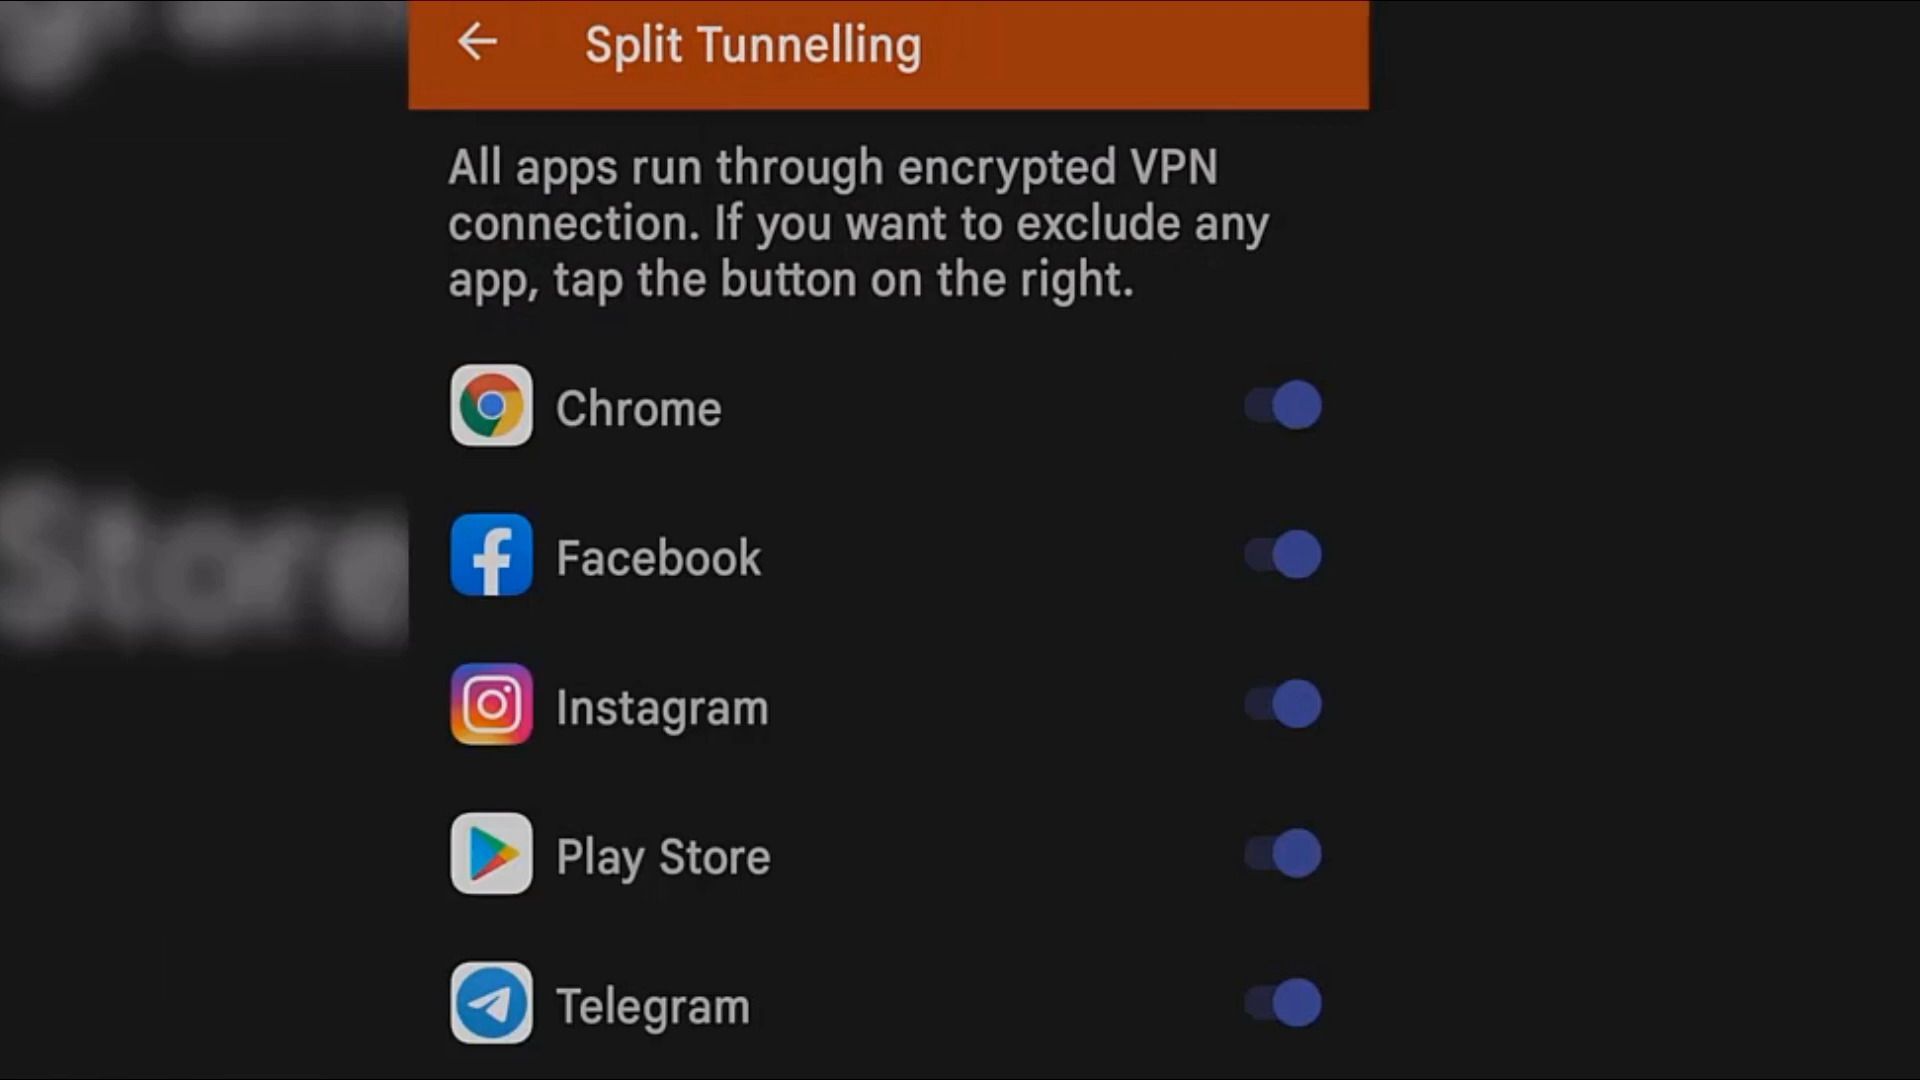 Split Tunnelling
All apps run through encrypted VPN
connection. If you want to exclude any
app, tap the button on the right.
Chrome
Facebook
Instagram
Play Store
Telegram
Store